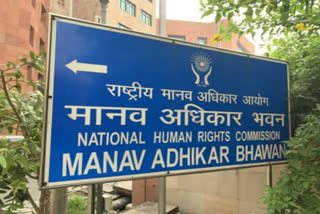 राष्ट्रीय मानव अधिकार आयोग
मानव अधिकार भवन
NATIONAL HUMAN RIGHTS COMMISSION
MANAV ADHIKAR BHAWAN